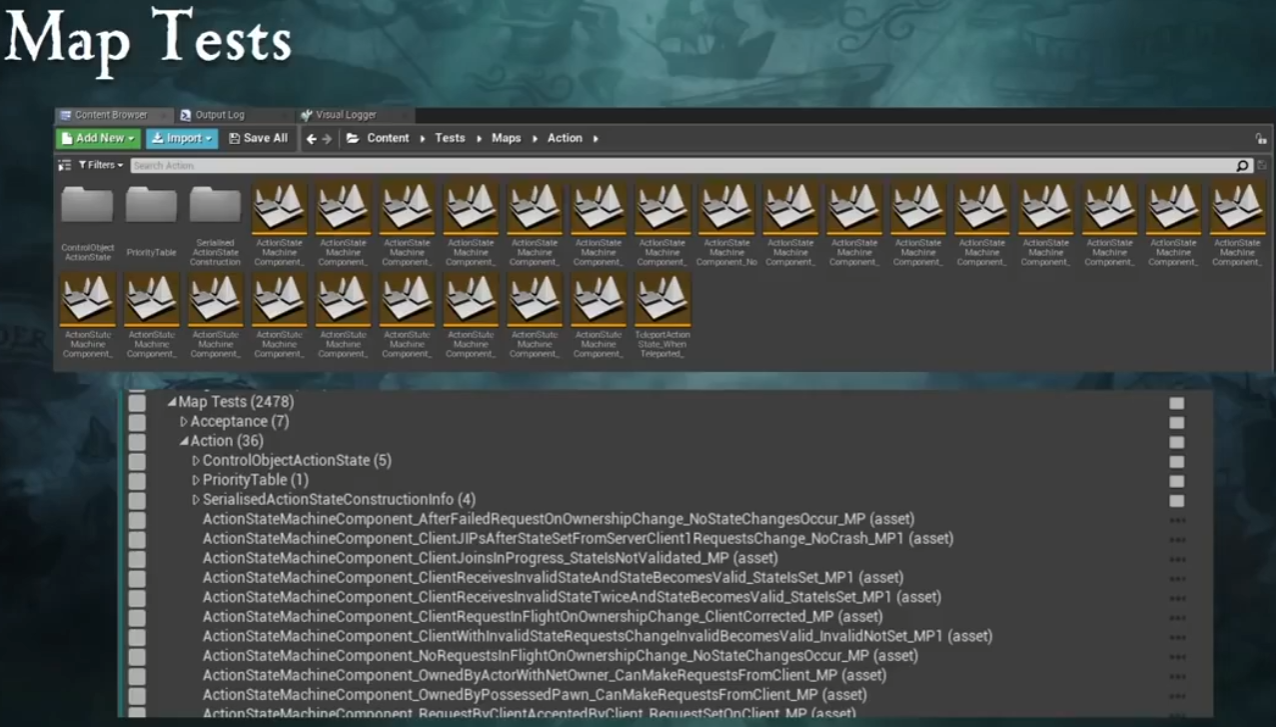 Map Tests
Content Browser
Output Log
Visual Logger
Add New
Import
Save All
Content
Tests
Maps
Action
Filters
Search Action
ControlObject
ActionState
PriorityTable
Serialised
ActionState
Construction
ActionState
Machine
Component_
ActionState
Machine
Component_
ActionState
Machine
Component_
ActionState
Machine
Component_
ActionState
Machine
Component_
ActionState
Machine
Component_
ActionState
Machine
Component_
ActionState
Machine
Component_No
ActionState
Machine
Component_
ActionState
Machine
Component_
ActionState
Machine
Component_
ActionState
Machine
Component_
ActionState
Machine
Component_
ActionState
Machine
Component_
ActionState
Machine
Component_
ActionState
Machine
Component_
ActionState
Machine
Component_
ActionState
Machine
Component_
ActionState
Machine
Component_
ActionState
Machine
Component_
ActionState
Machine
Component_
ActionState
Machine
Component_
ActionState
Machine
Component_
ActionState
Machine
Component_
ActionState
Machine
Component_
TeleportAction
State_When
Teleported_
Map Tests (2478)
Acceptance (7)
Action (36)
ControlObjectActionState (5)
PriorityTable (1)
SerialisedActionStateConstructionInfo (4)
ActionStateMachineComponent_AfterFailedRequestOnOwnershipChange_NoStateChangesOccur_MP (asset)
ActionStateMachineComponent_ClientJIPsAfterStateSetFromServerClient1RequestsChange_NoCrash_MP1 (asset)
ActionStateMachineComponent_ClientJoinsInProgress_StateIsNotValidated_MP (asset)
ActionStateMachineComponent_ClientReceivesInvalidStateAndStateBecomesValid_StateIsSet_MP1 (asset)
ActionStateMachineComponent_ClientReceivesInvalidStateTwiceAndStateBecomesValid_StateIsSet_MP1 (asset)
ActionStateMachineComponent_ClientRequestInFlightOnOwnershipChange_ClientCorrected_MP (asset)
ActionStateMachineComponent_ClientWithInvalidStateRequestsChangeInvalidBecomesValid_InvalidNotSet_MP1 (asset)
ActionStateMachineComponent_NoRequestsInFlightOnOwnershipChange_NoStateChangesOccur_MP (asset)
ActionStateMachineComponent_OwnedByActorWithNetOwner_CanMakeRequestsFromClient_MP (asset)
ActionStateMachineComponent_OwnedByPossessedPawn_CanMakeRequestsFromClient_MP (asset)
ActionStateMachineComponent_RequestByClientAcceptedByClient_RequestSetOnClient_MP (asset)